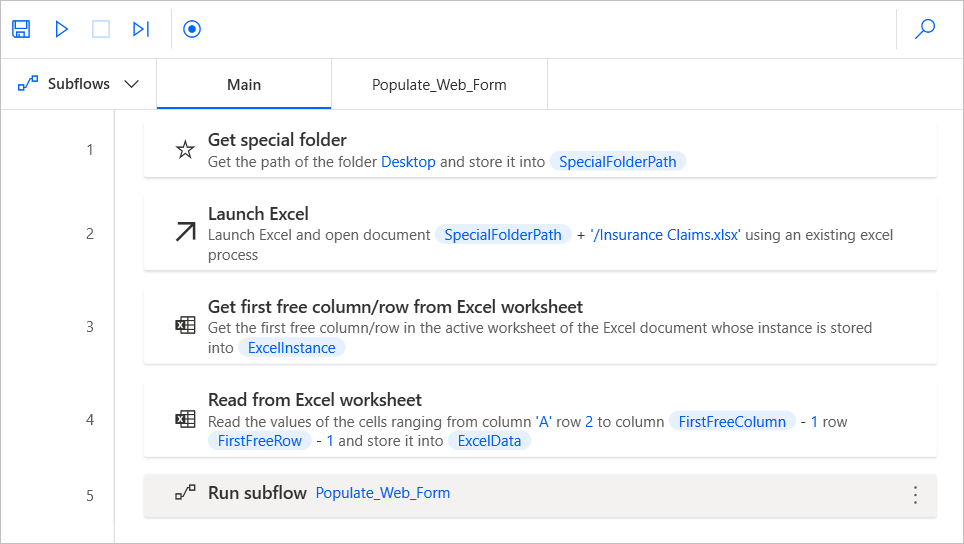 Subflows Main Populate_Web_Form
1 Get special folder
Get the path of the folder Desktop and store it into SpecialFolderPath
Launch Excel
2 Launch Excel and open document SpecialFolderPath + '/Insurance Claims.xlsx' using an existing excel
process
Get first free column/row from Excel worksheet
3 Get the first free column/row in the active worksheet of the Excel document whose instance is stored
into ExcelInstance
Read from Excel worksheet
4 Read the values of the cells ranging from column 'A' row 2 to column FirstFreeColumn - 1 row
FirstFreeRow - 1 and store it into ExcelData
5 Run subflow Populate_Web_Form